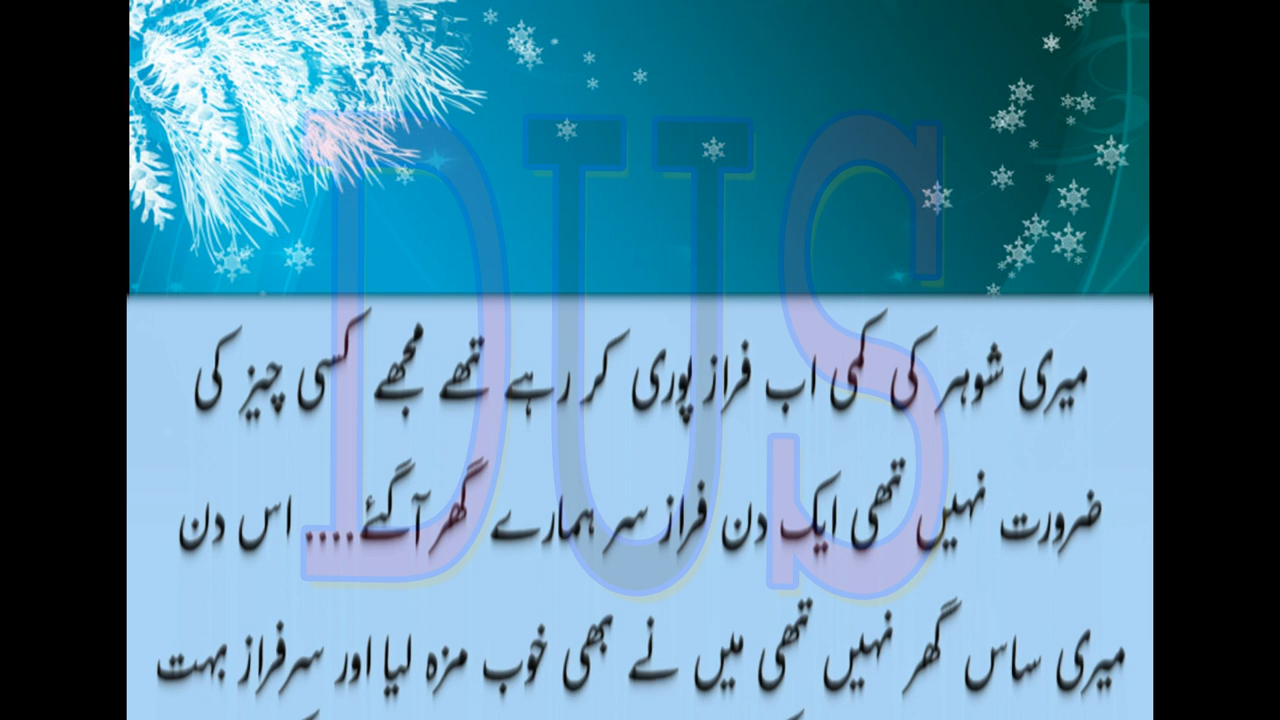 DUS
میری شوہر کی کمی اب فراز پوری کر رہے تھے مجھے کسی چیز کی
ضرورت نہیں تھی ایک دن فراز سر ہمارے گھر آگئے.... اس دن
میری ساس گھر نہیں تھی میں نے بھی خوب مزہ لیا اور سرفراز بہت